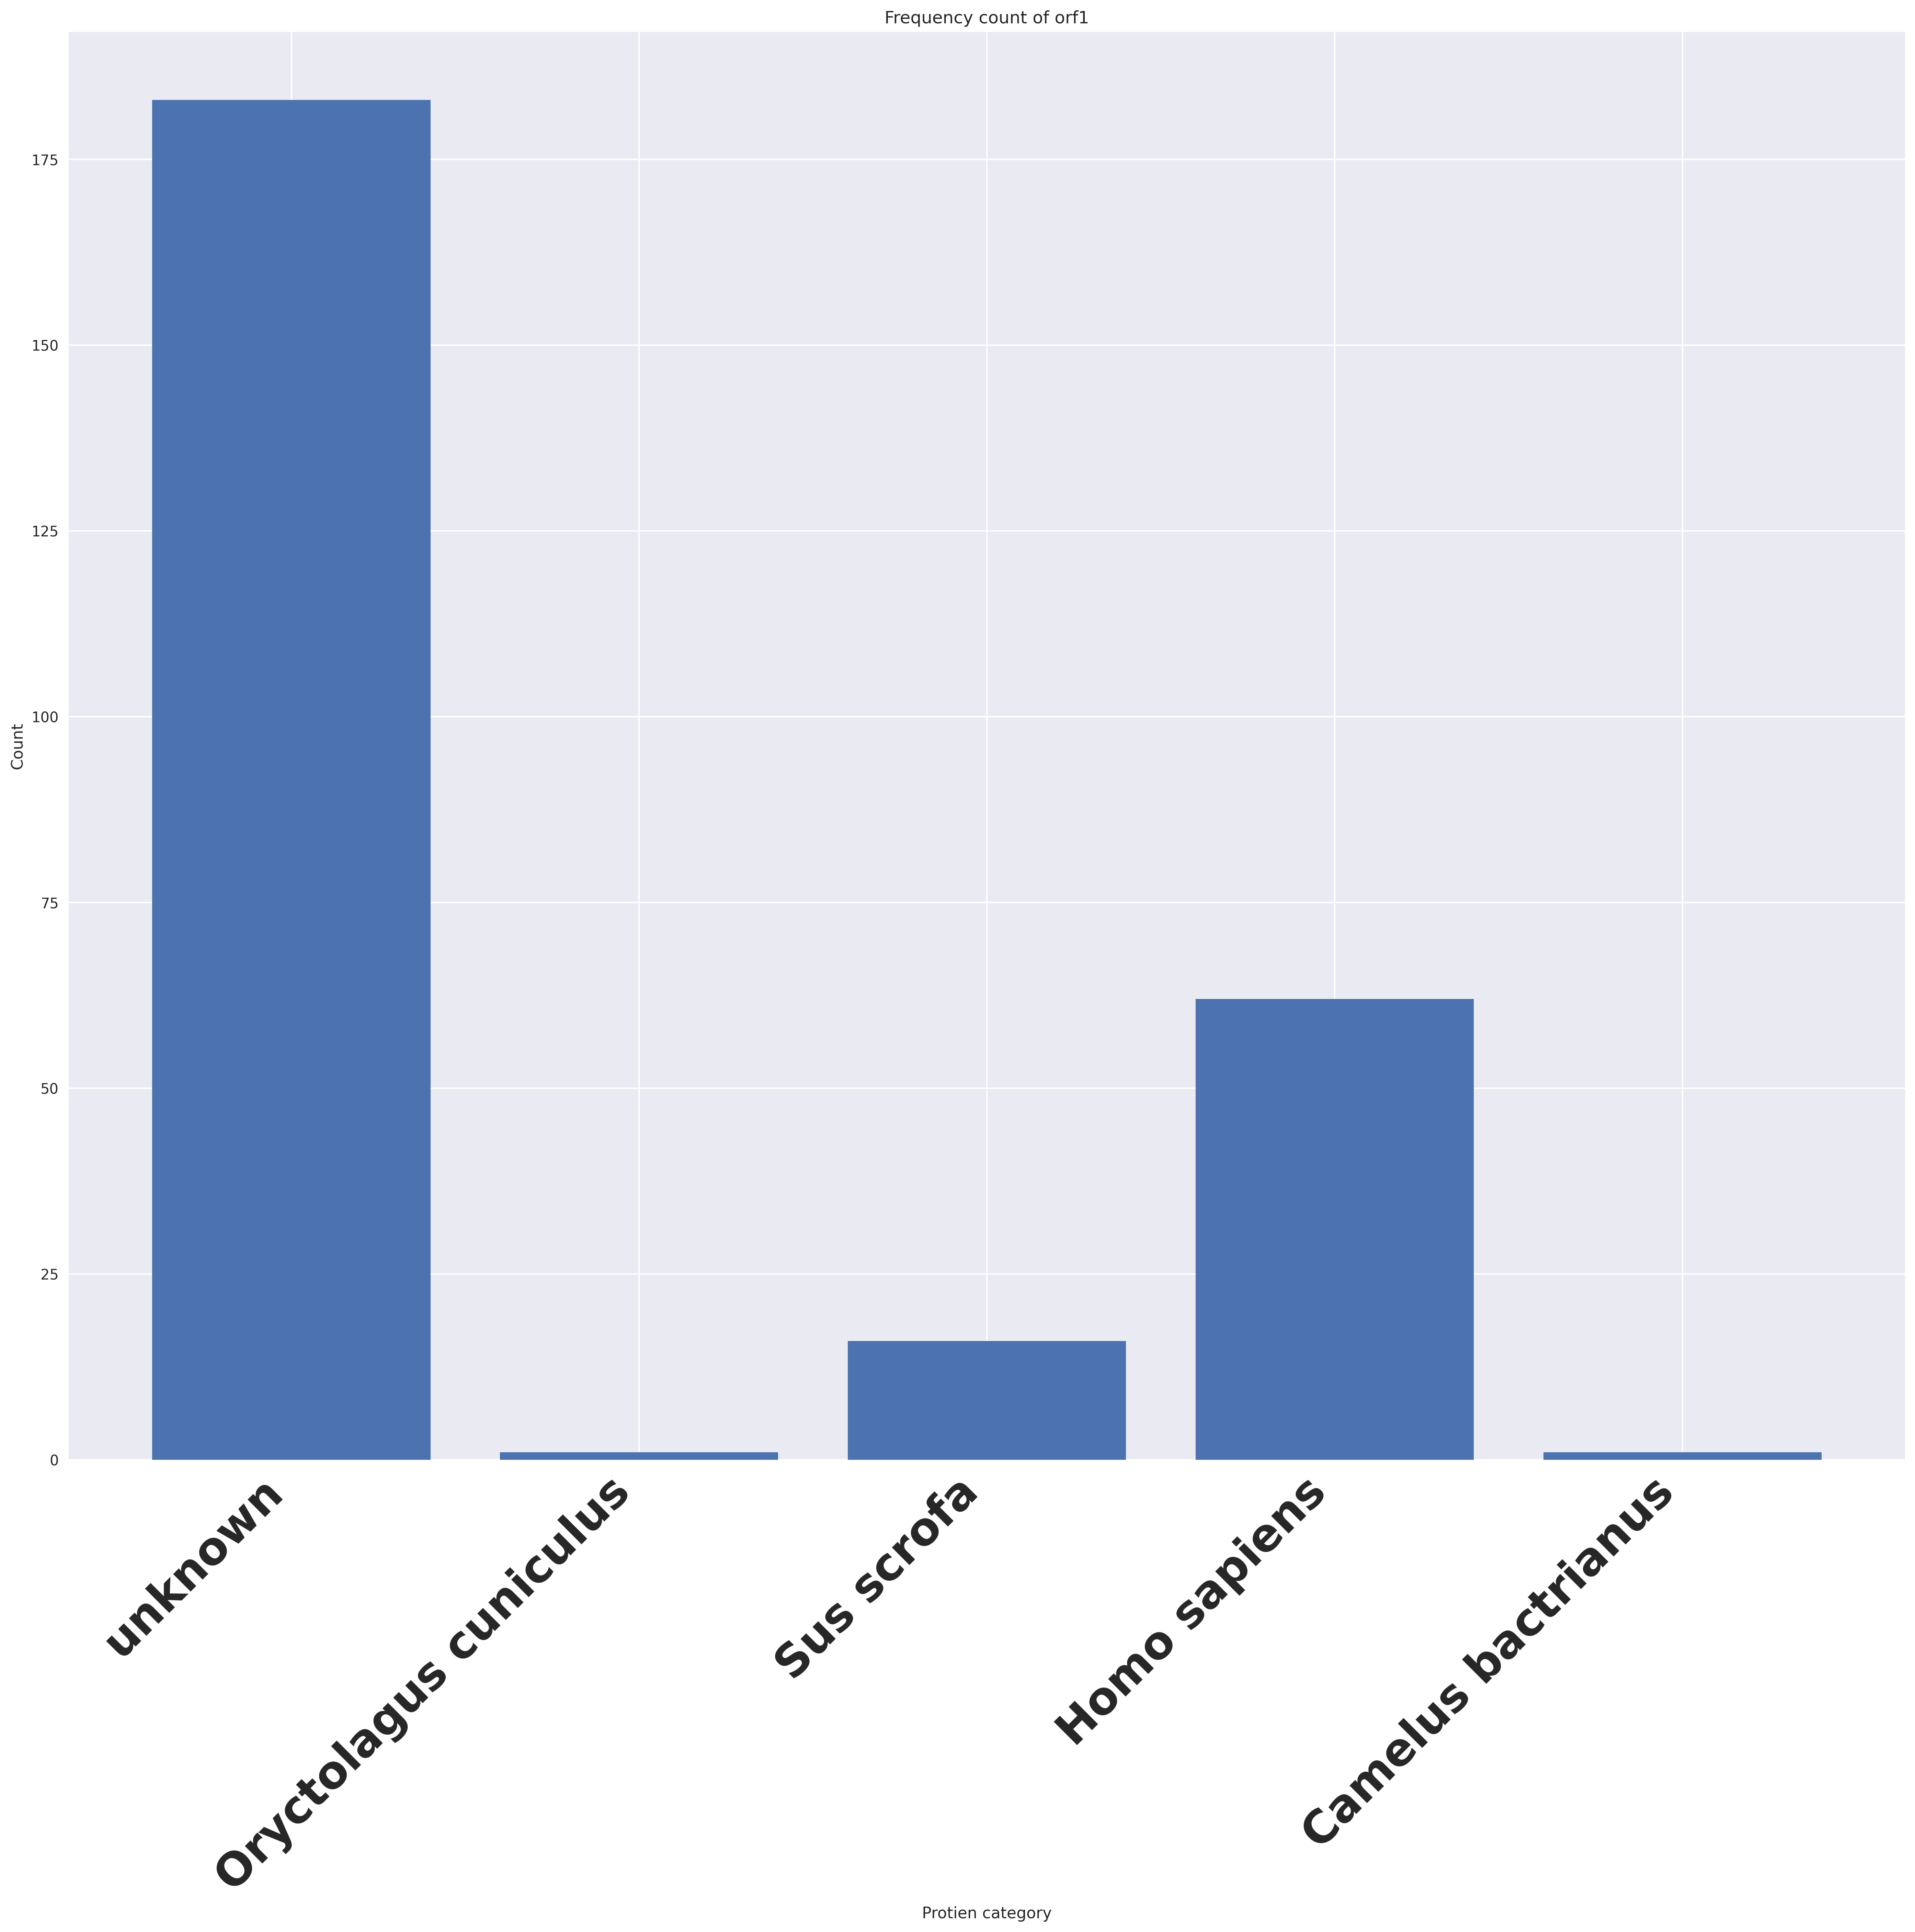 Frequency count of orf1
175
150
125
100
75
50
25
0
Count
unknown
Oryctolagus cuniculus
Sus scrofa
Homo sapiens
Camelus bactrianus
Protien category